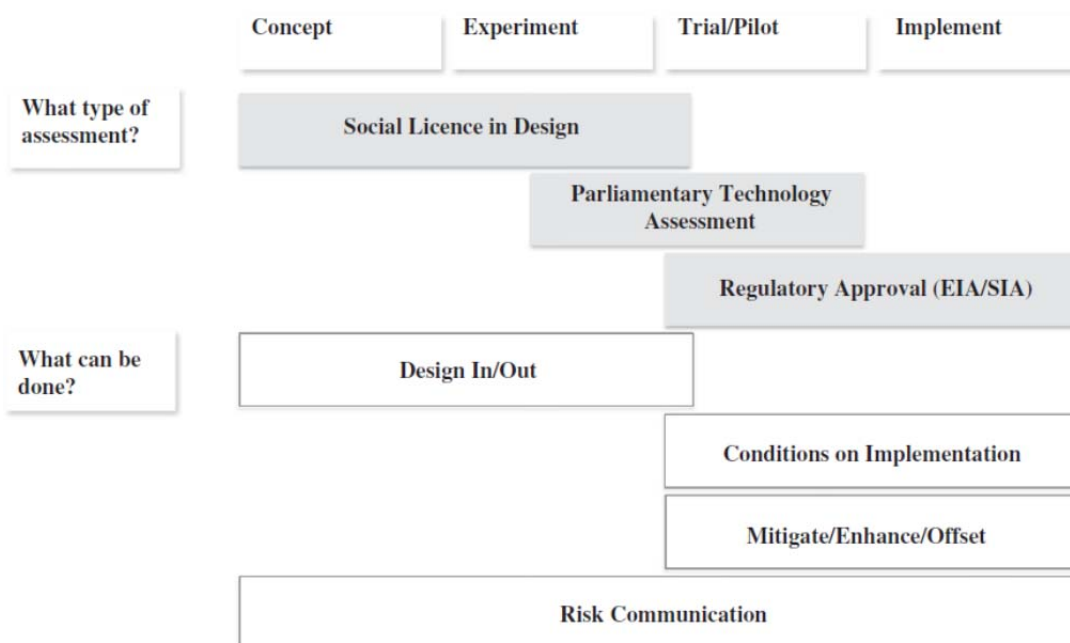 Concept Experiment Trial/Pilot Implement
What type of
assessment?
Social Licence in Design
Parliamentary Technology
Assessment
Regulatory Approval (EIA/SIA)
What can be
done?
Design In/Out
Conditions on Implementation
Mitigate/Enhance/Offset
Risk Communication